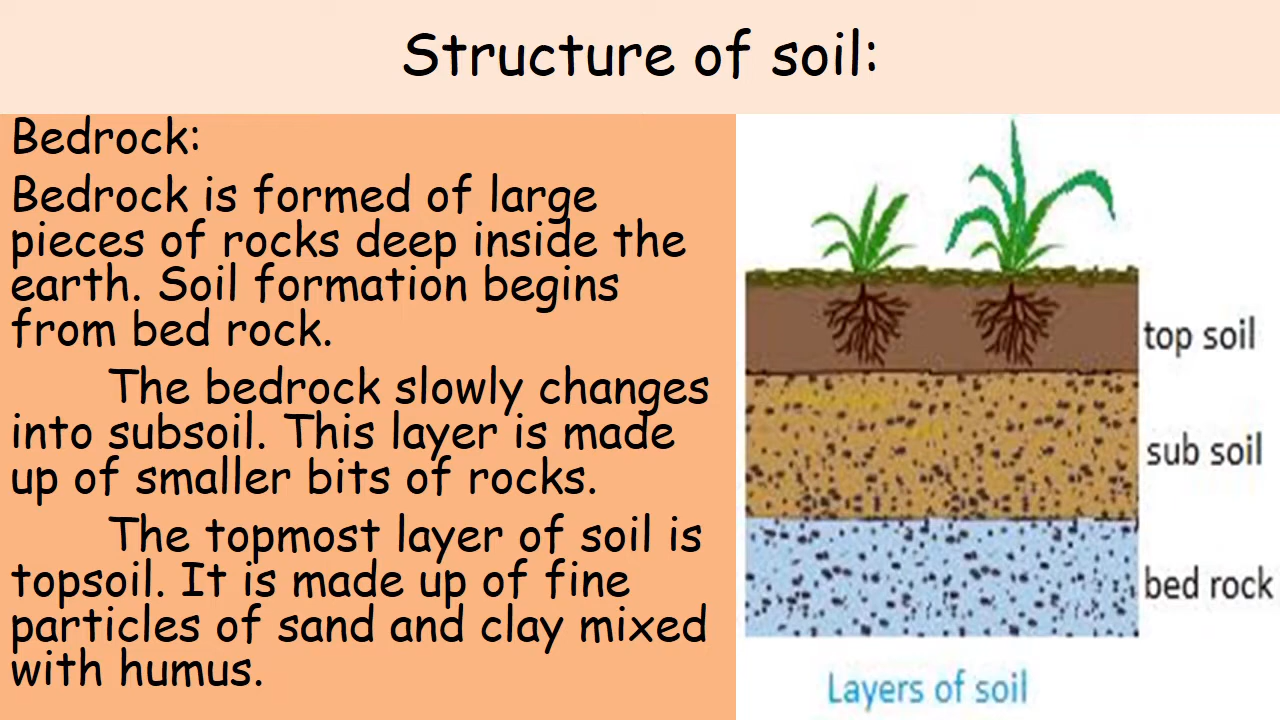 Structure of soil:
Bedrock:
Bedrock is formed of large
pieces of rocks deep inside the
earth. Soil formation begins
from bed rock.
The bedrock slowly changes
into subsoil. This layer is made
up of smaller bits of rocks.
The topmost layer of soil is
topsoil. It is made up of fine
particles of sand and clay mixed
with humus.
top soil
sub soil
bed rock
Layers of soil